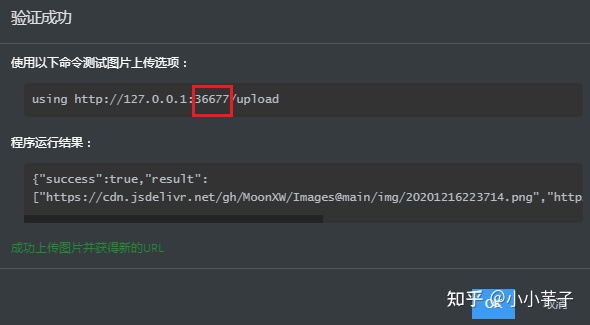 验证成功
使用以下命令测试图片上传选项：
using http://127.0.0.1:36677/upload
程序运行结果：
{"success":true,"result":
["https://cdn.jsdelivr.net/gh/MoonXW/Images@main/img/20201216223714.png","https
成功上传图片并获得新的URL
OK 取消
知乎 @小小芋子